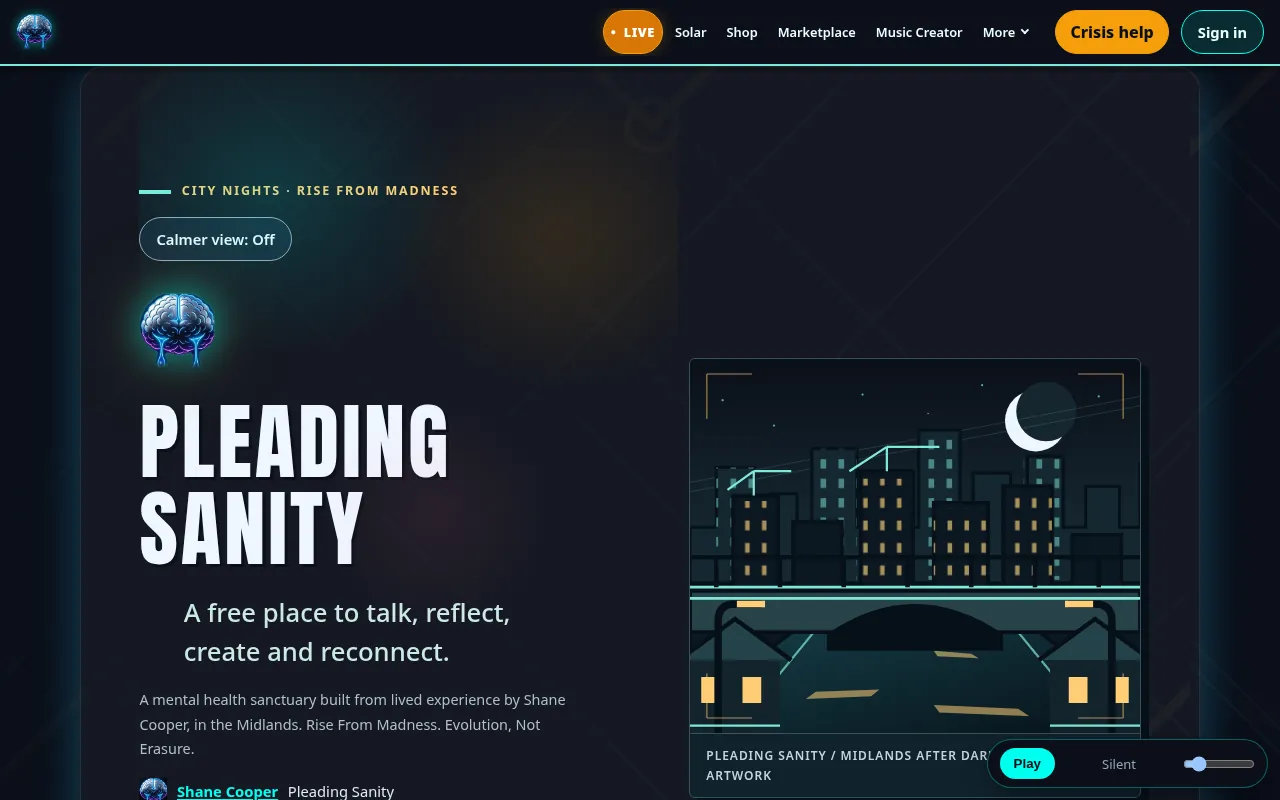 • LIVE
Solar
Shop
Marketplace
Music Creator
More
Crisis help
Sign in
CITY NIGHTS · RISE FROM MADNESS
Calmer view: Off
PLEADING
SANITY
A free place to talk, reflect,
create and reconnect.
A mental health sanctuary built from lived experience by Shane
Cooper, in the Midlands. Rise From Madness. Evolution, Not
Erasure.
Shane Cooper Pleading Sanity
PLEADING SANITY / MIDLANDS AFTER DARK
ARTWORK
Play
Silent